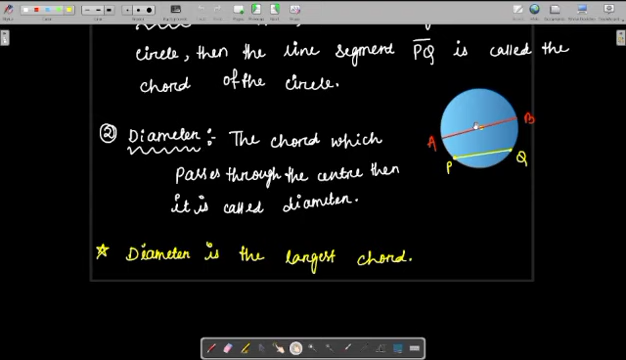 circle, then the line segment PQ is called the
chord of the circle.
② Diameter :- The chord which
passes through the centre then
it is called diameter.
A
B
P
Q
☆ Diameter is the largest chord.